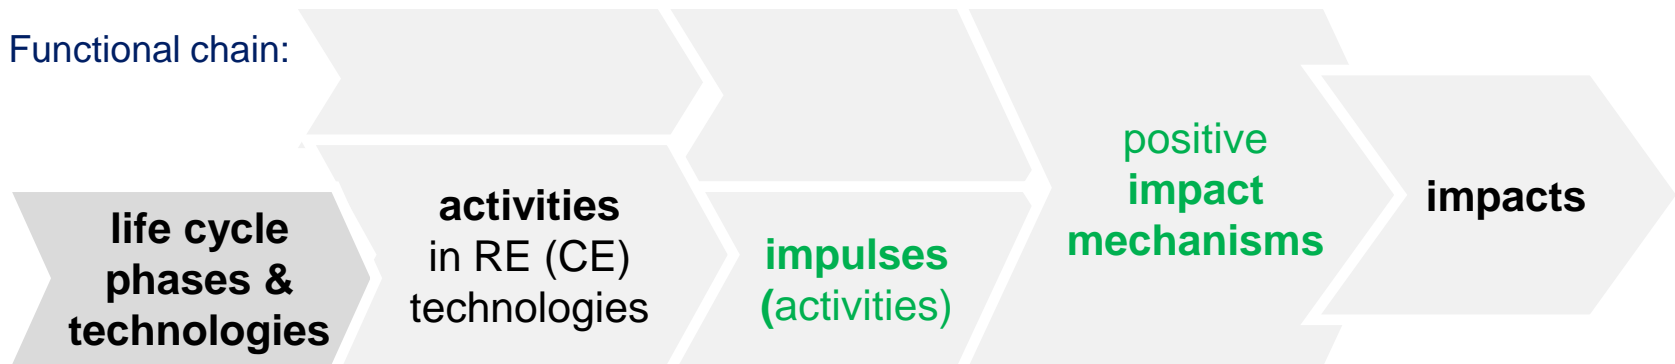 Functional chain:
life cycle
phases &
technologies
activities
in RE (CE)
technologies
impulses
(activities)
positive
impact
mechanisms
impacts